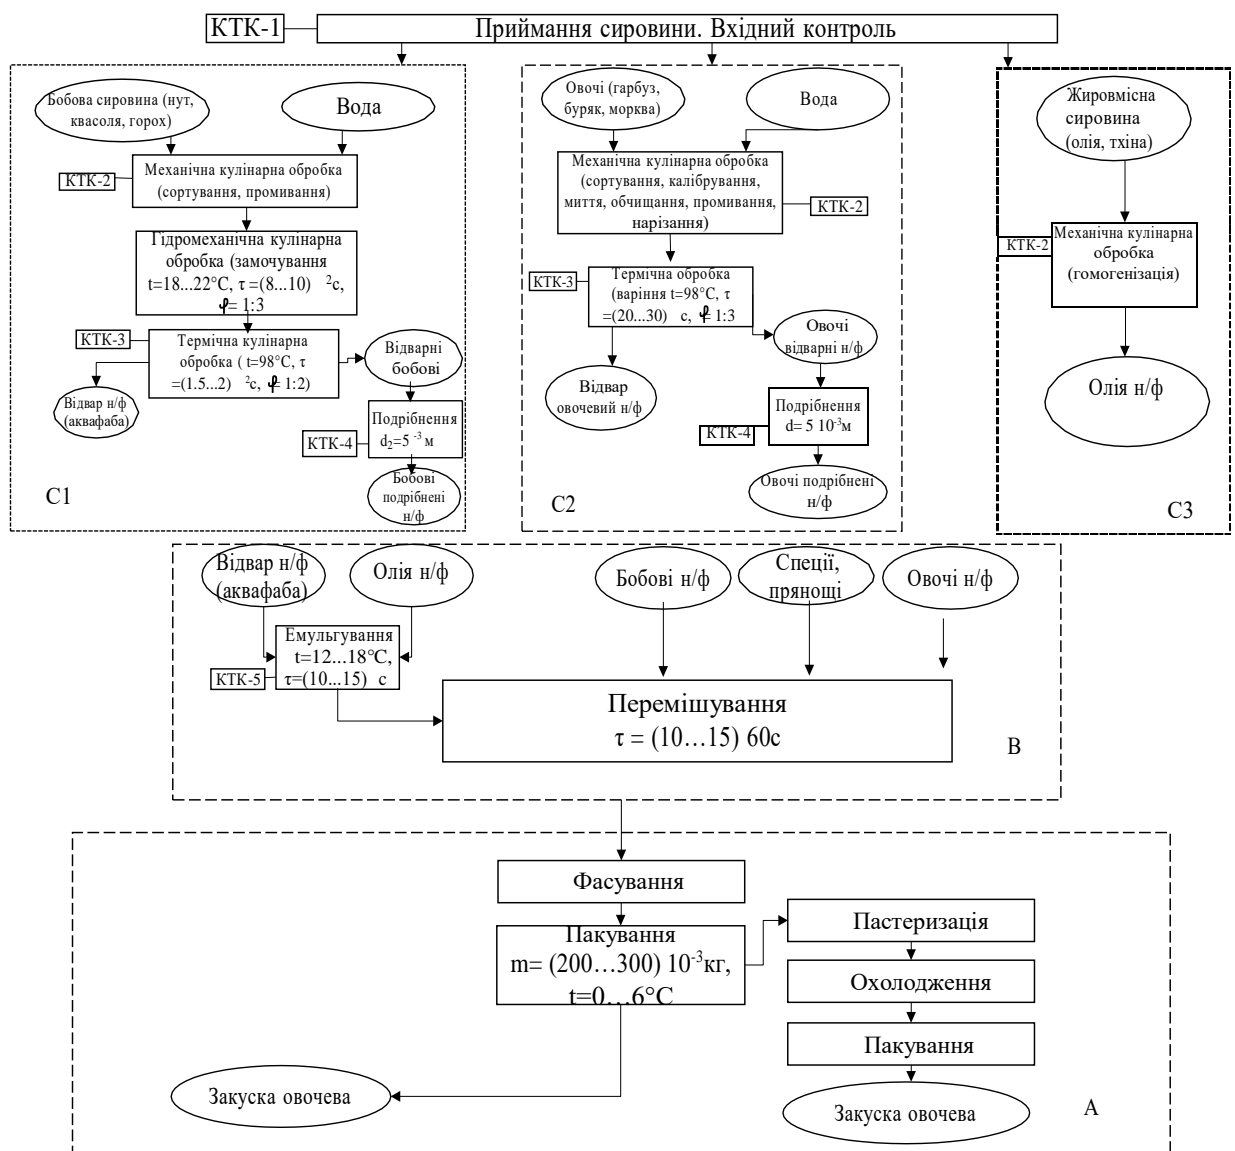 КТК-1
Приймання сировини. Вхідний контроль
Бобова сировина (нут,
квасоля, горох)
Вода
КТК-2
Механічна кулінарна обробка
(сортування, промивання)
Гідромеханічна кулінарна
обробка (замочування
t=18...22°C, τ =(8...10) ²с,
φ= 1:3
КТК-3
Термічна кулінарна
обробка ( t=98°C, τ
=(1.5...2) ²с, φ= 1:2)
Відварні
бобові
Відвар н/ф
(аквафаба)
КТК-4
Подрібнення
d₂=5 ⁻³ м
Бобові
подрібнені
н/ф
С1
Овочі (гарбуз,
буряк, морква)
Вода
Механічна кулінарна обробка
(сортування, калібрування,
миття, обчищання, промивання,
нарізання)
КТК-2
КТК-3
Термічна обробка
(варіння t=98°C, τ
=(20...30) с, φ= 1:3
Овочі
відварні н/ф
Відвар
овочевий н/ф
КТК-4
Подрібнення
d= 5 10⁻³м
Овочі подрібнені
н/ф
С2
Жировмісна
сировина
(олія, тхіна)
КТК-2
Механічна кулінарна
обробка
(гомогенізація)
Олія н/ф
С3
Відвар н/ф
(аквафаба)
Олія н/ф
Бобові н/ф
Спеції,
прянощі
Овочі н/ф
КТК-5
Емульгування
t=12...18°C,
τ=(10...15) с
Перемішування
τ = (10…15) 60с
В
Фасування
Пакування
m= (200…300) 10⁻³кг,
t=0…6°C
Пастеризація
Охолодження
Пакування
Закуска овочева
Закуска овочева
А